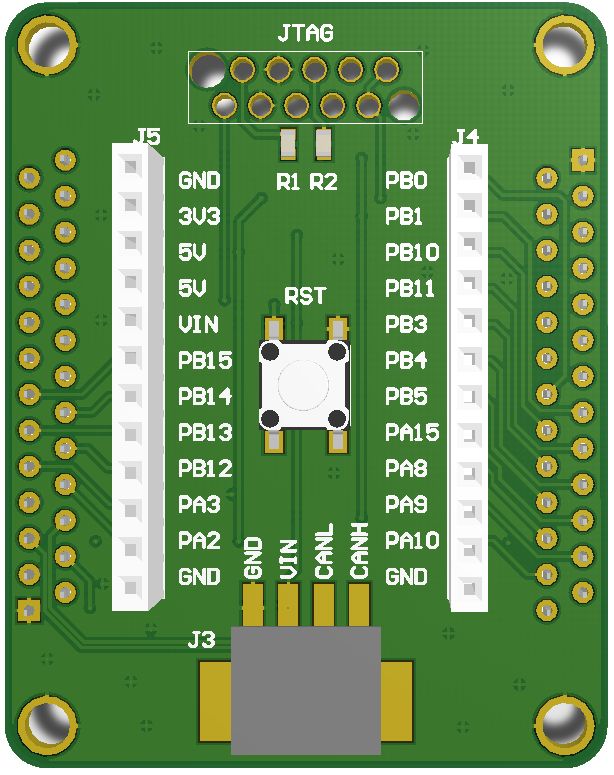 JTAG
J5
J4
R1 R2
GND
3V3
5V
5V
VIN
PB15
PB14
PB13
PB12
PA3
PA2
GND
RST
PB0
PB1
PB10
PB11
PB3
PB4
PB5
PA15
PA8
PA9
PA10
GND
GND
VIN
CANL
CANH
J3